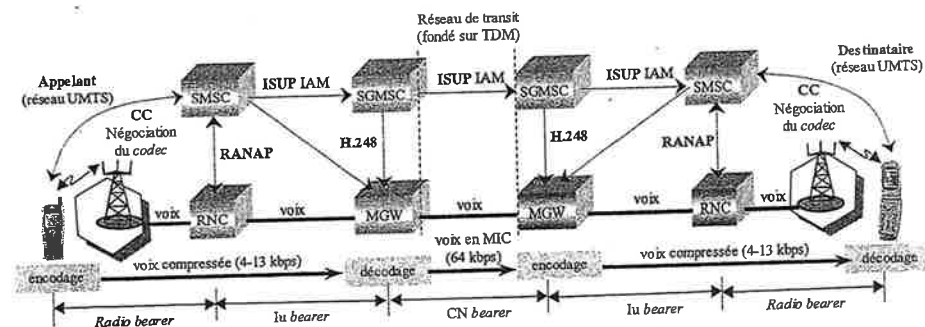 Réseau de transit
(fondé sur TDM)
Appelant
(réseau UMTS)
Destinataire
(réseau UMTS)
SMSC
ISUP IAM
SGMSC
ISUP IAM
SGMSC
ISUP IAM
SMSC
CC
Négociation
du codec
CC
Négociation
du codec
RANAP
H.248
H.248
RANAP
voix
RNC
voix
MGW
voix
MGW
voix
RNC
voix
encodage
voix compressée (4-13 kbps)
décodage
voix en MIC
(64 kbps)
encodage
voix compressée (4-13 kbps)
décodage
Radio bearer
Iu bearer
CN bearer
Iu bearer
Radio bearer